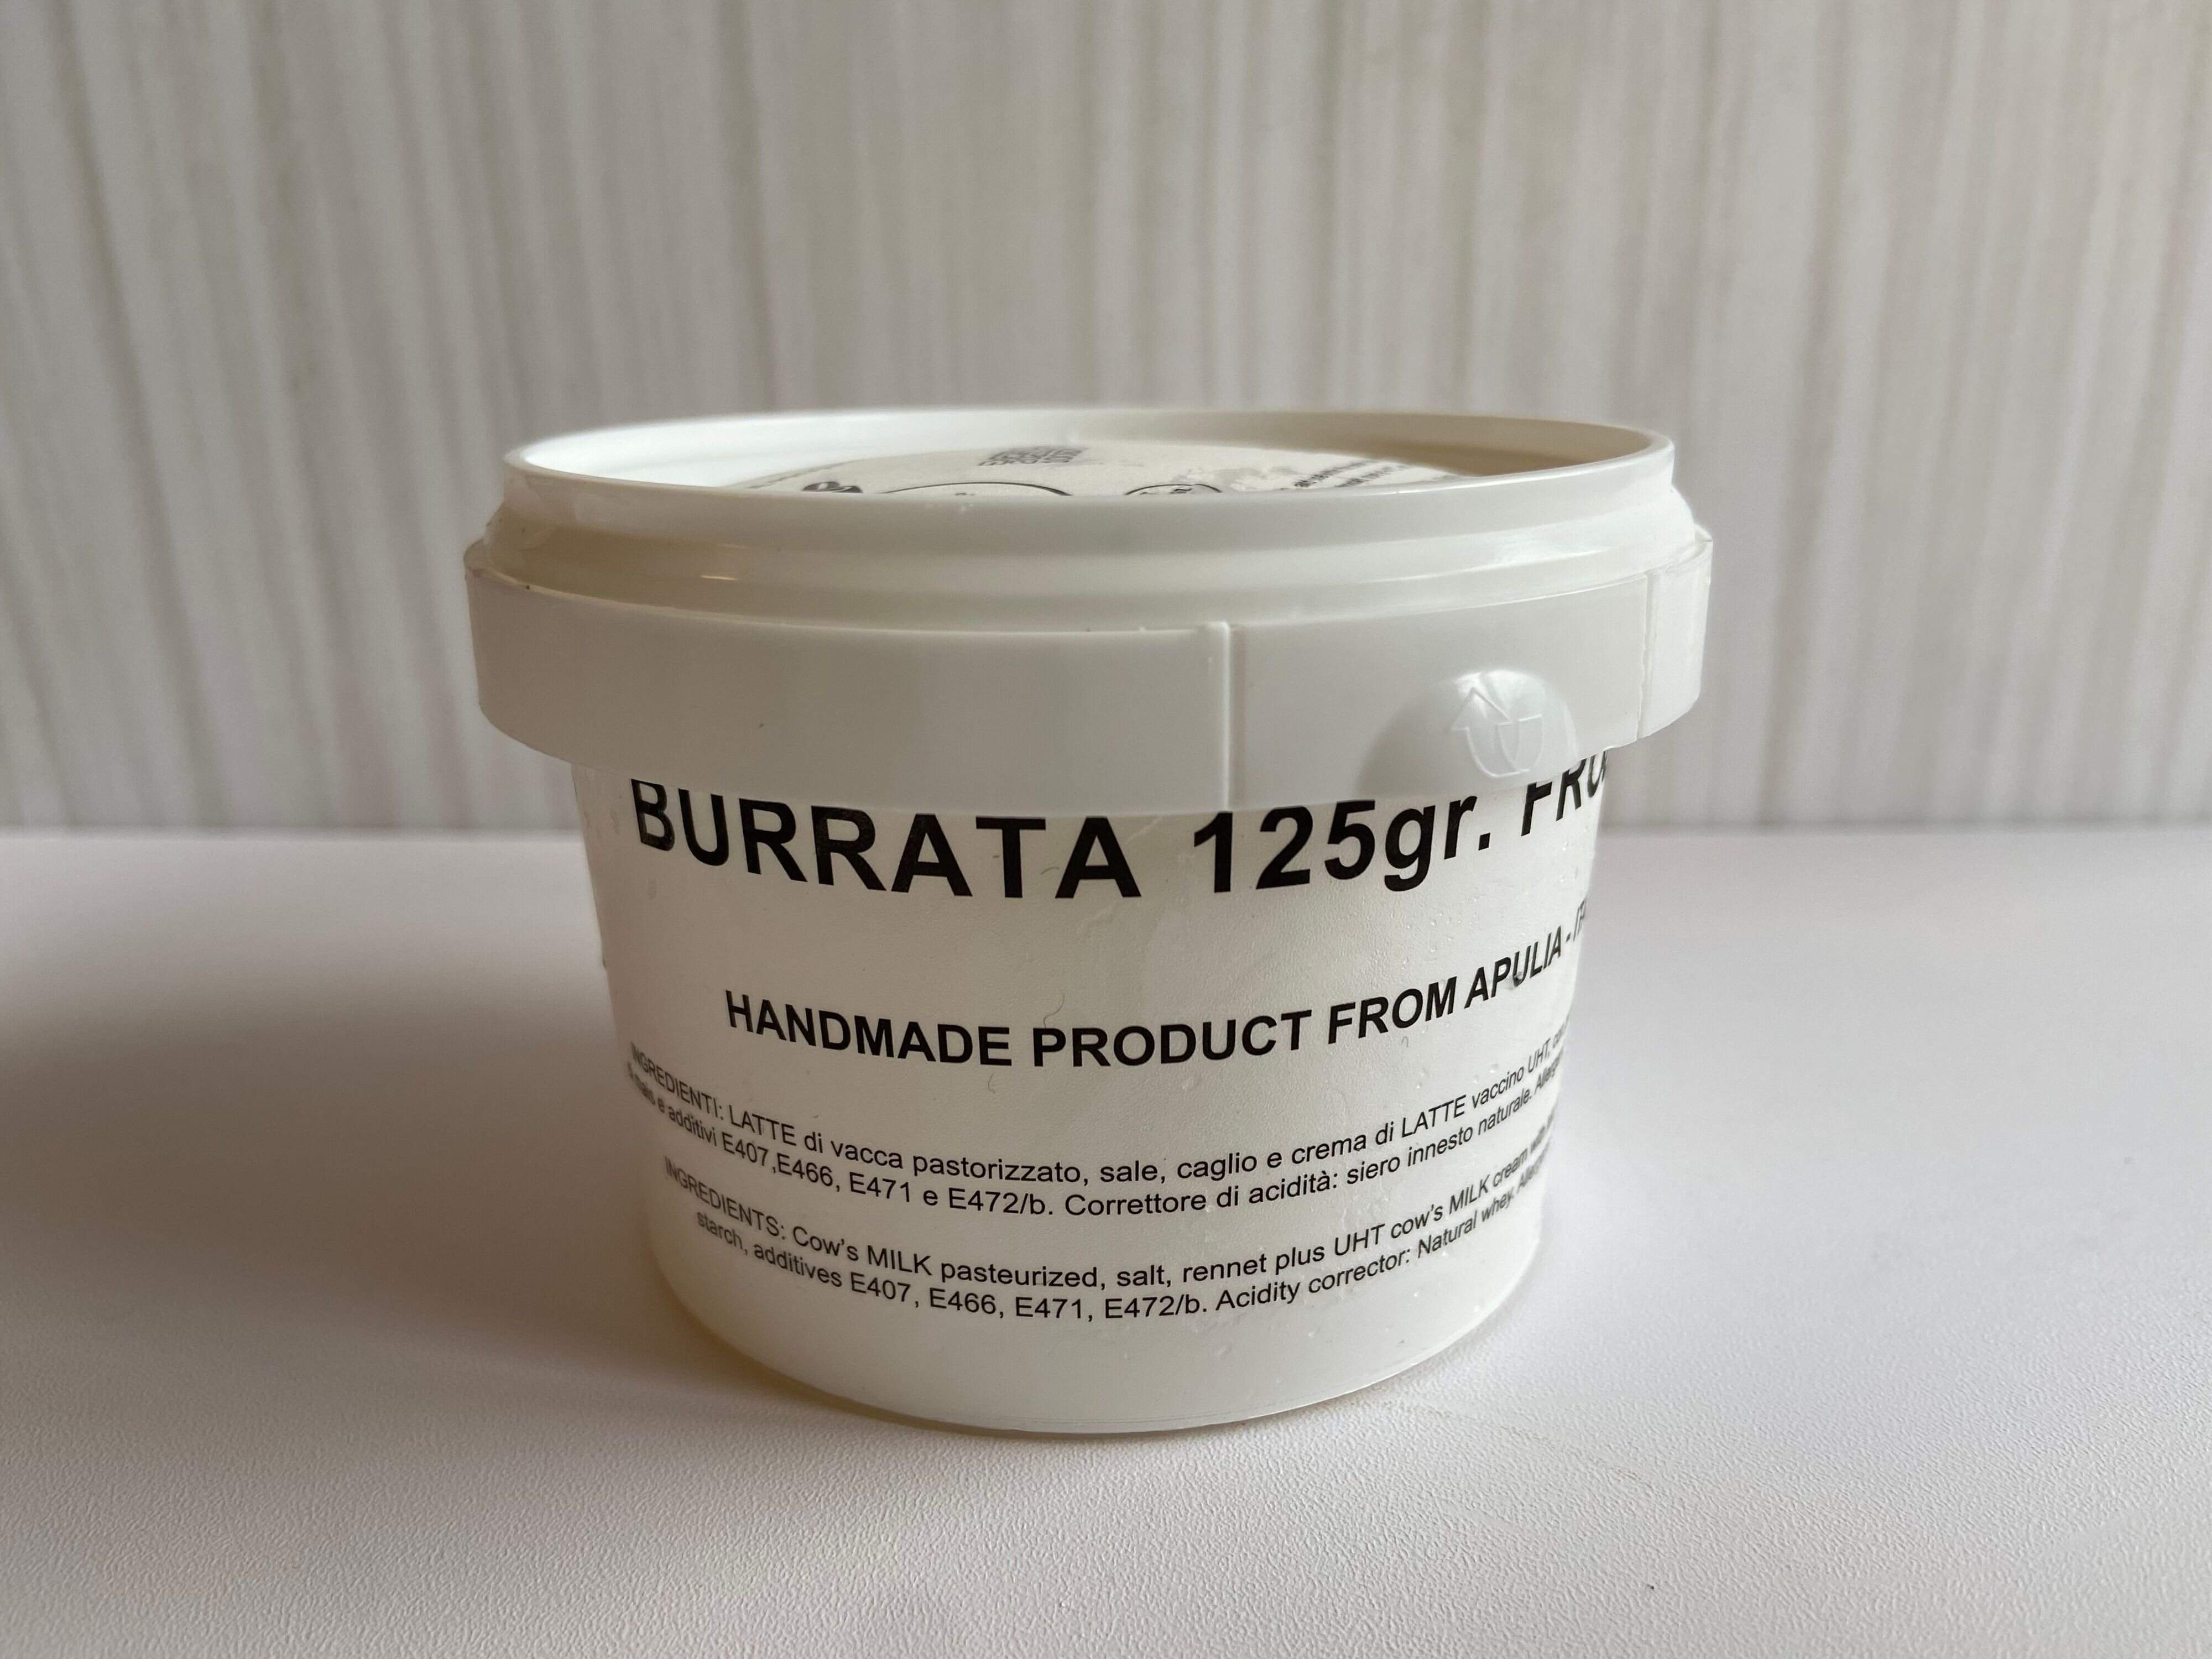 BURRATA 125gr.
HANDMADE PRODUCT FROM APULIA -
INGREDIENTI: LATTE di vacca pastorizzato, sale, caglio e crema di LATTE vaccino UHT,
e additivi E407,E466, E471 e E472/b. Correttore di acidità: siero innesto naturale.
INGREDIENTS: Cow's MILK pasteurized, salt, rennet plus UHT cow's MILK cream with
starch, additives E407, E466, E471, E472/b. Acidity corrector: Natural whey.